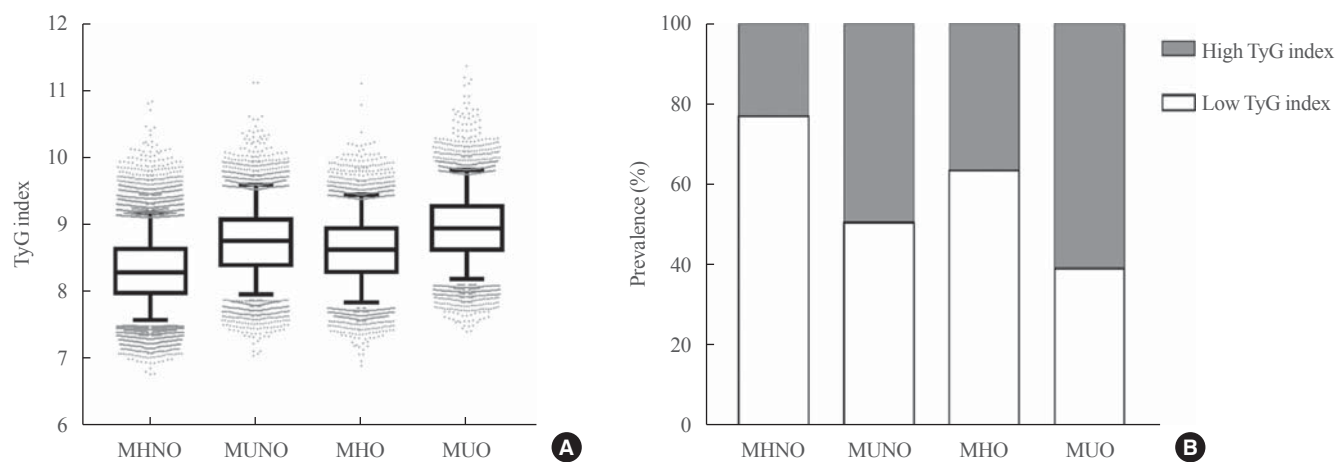 TyG index
12
11
10
9
8
7
6
MHNO MUNO MHO MUO
A
Prevalence (%)
100
80
60
40
20
0
MHNO MUNO MHO MUO
B
High TyG index
Low TyG index